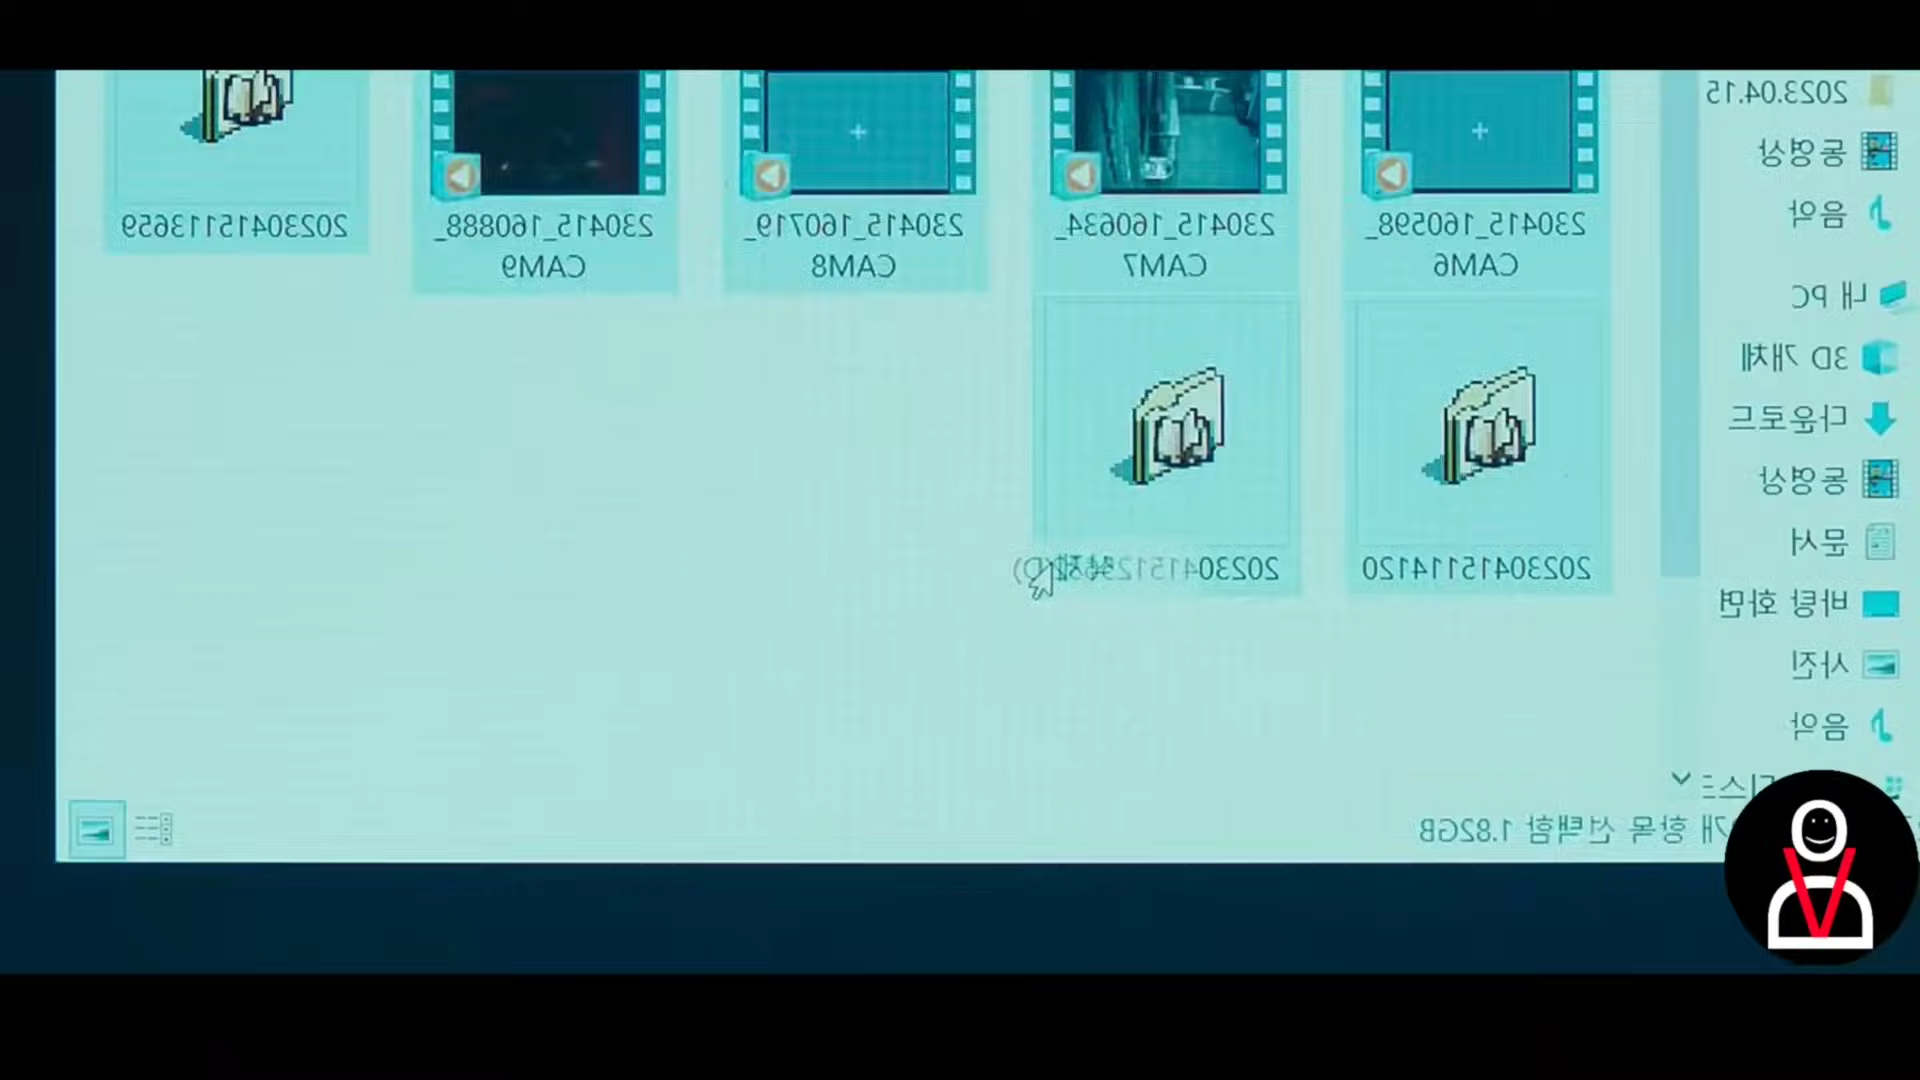 2023.04.15
동영상
음악
내 PC
3D 개체
다운로드
동영상
문서
바탕 화면
사진
음악
230415_160598_
CAM6
230415_160634_
CAM7
230415_160719_
CAM8
230415_160888_
CAM9
20230415113659
20230415114120
삭제(D)
개 항목 선택함 1.82GB